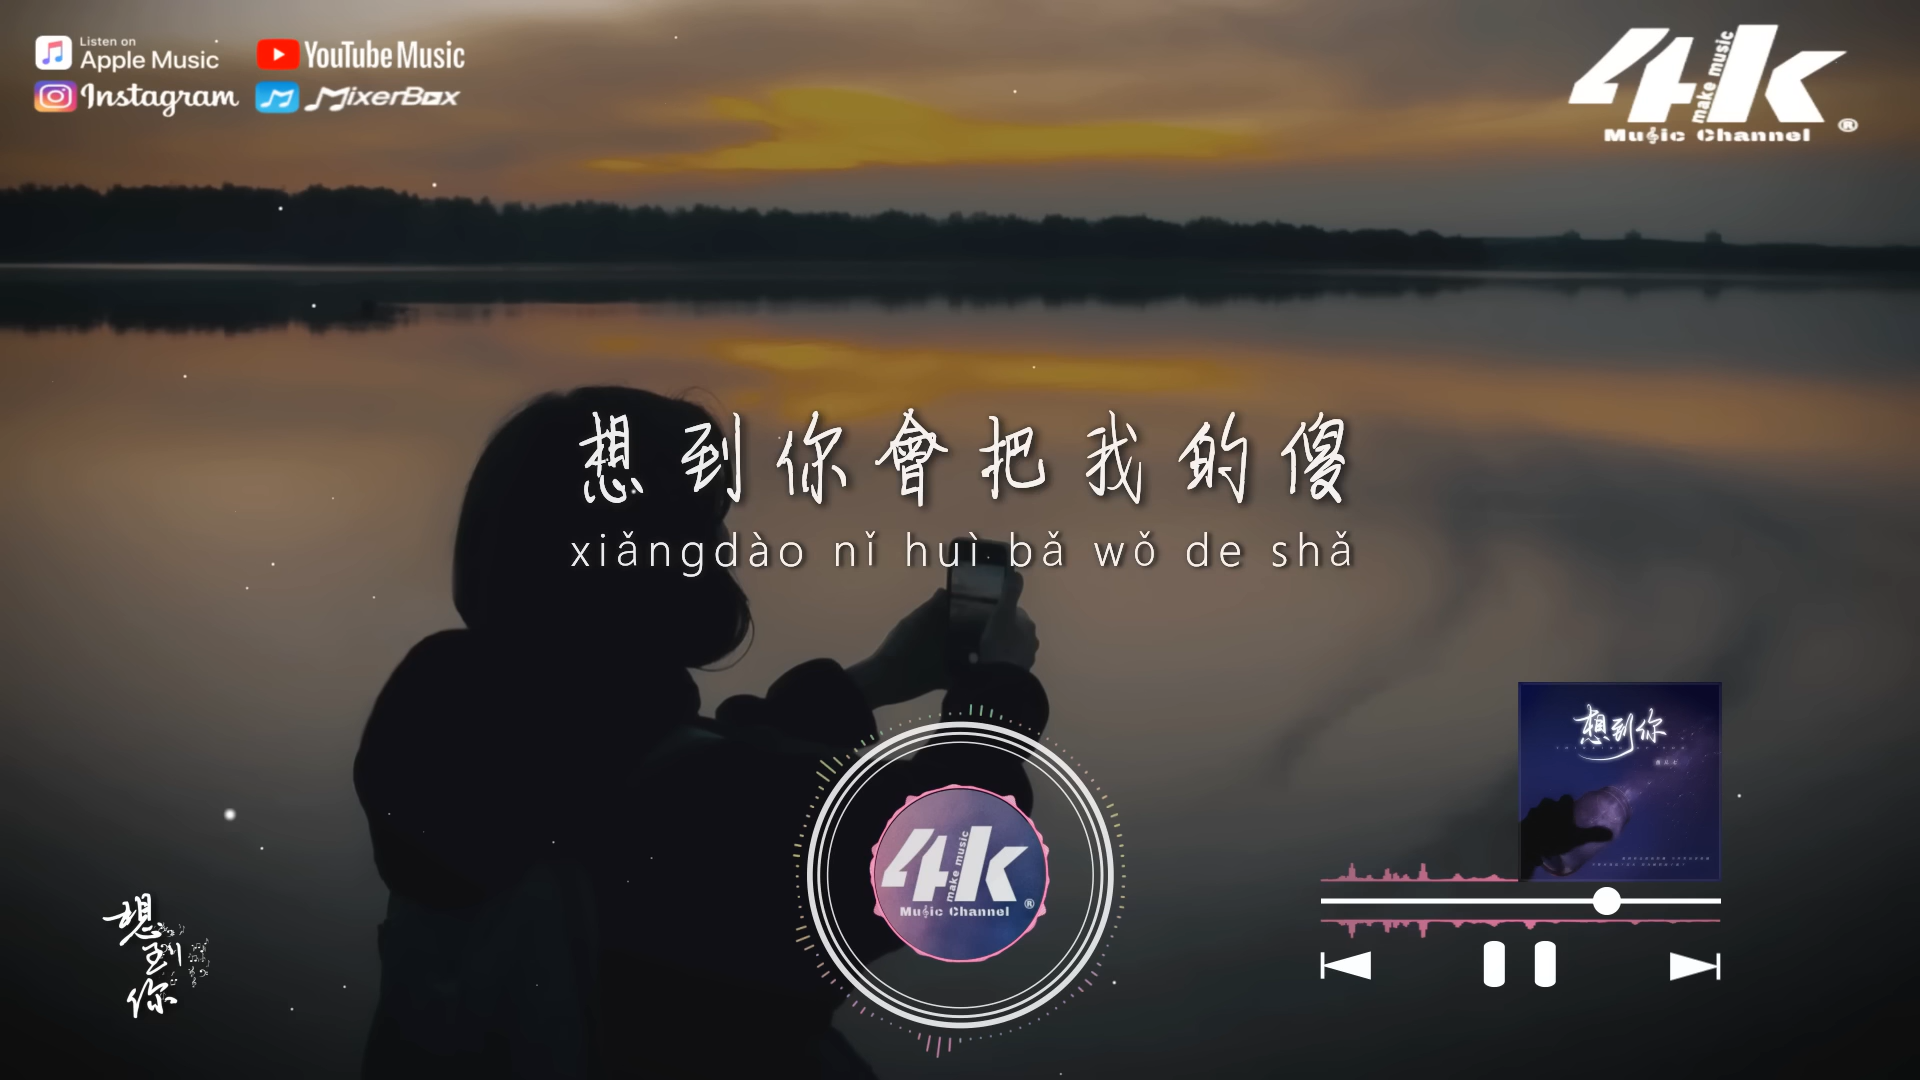 Listen on
Apple Music
YouTube Music
Instagram
MixerBox
4k
make music
Music Channel ®
想到你會把我的傻
xiǎngdào nǐ huì bǎ wǒ de shǎ
想到你
4k
make music
Music Channel ®
想到你